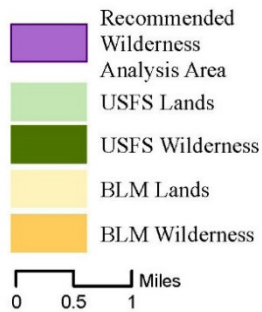 Recommended
Wilderness
Analysis Area
USFS Lands
USFS Wilderness
BLM Lands
BLM Wilderness
Miles
0 0.5 1